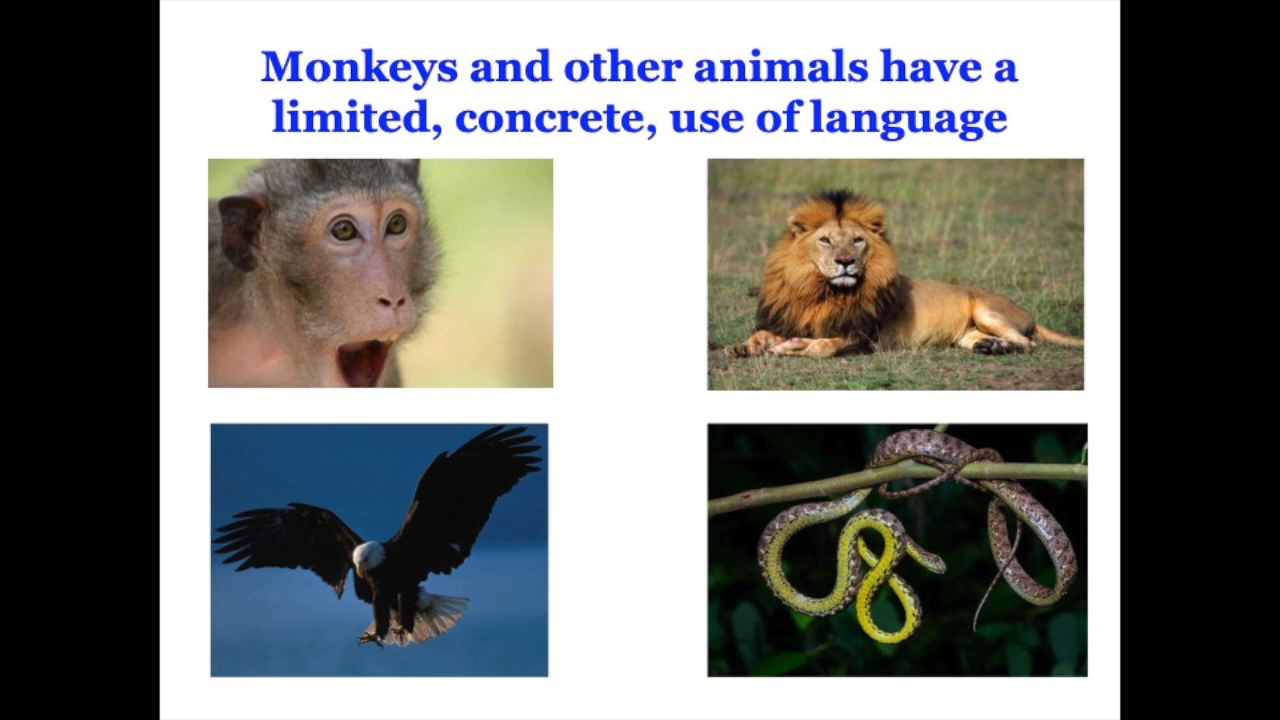 Monkeys and other animals have a
limited, concrete, use of language